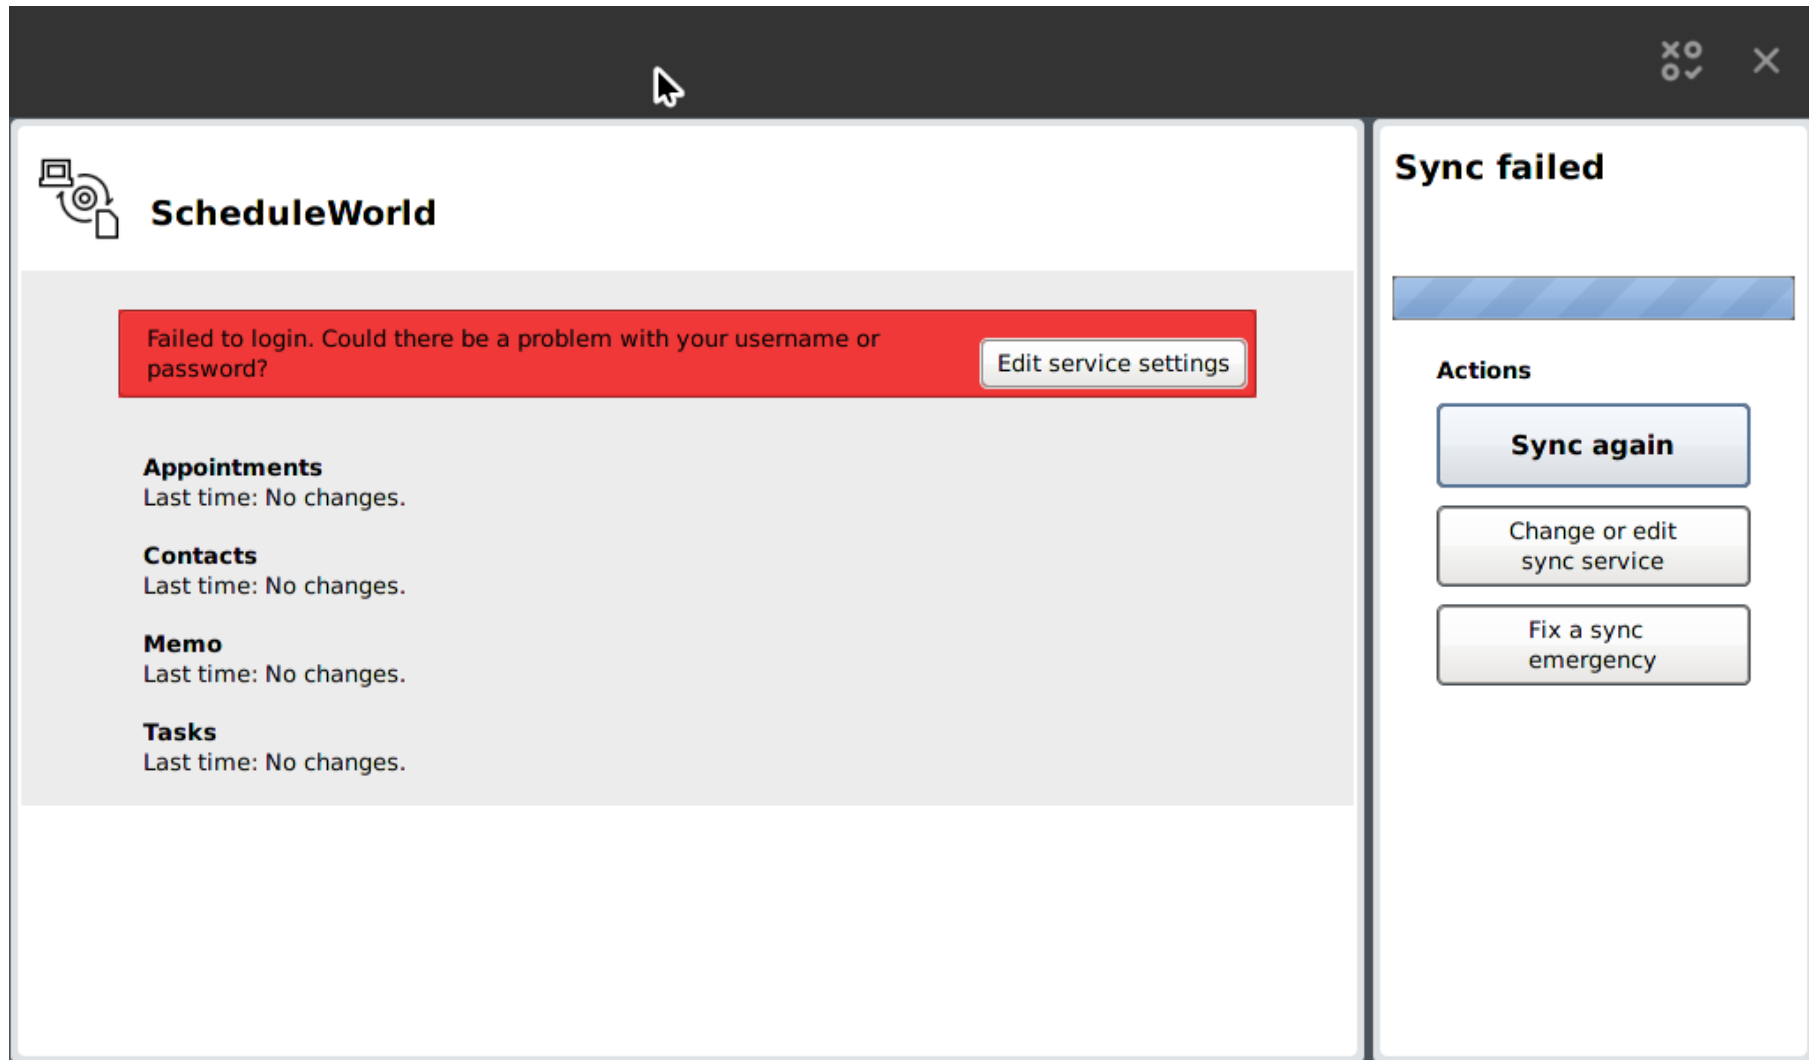 ScheduleWorld
Failed to login. Could there be a problem with your username or
password?
Edit service settings
Appointments
Last time: No changes.
Contacts
Last time: No changes.
Memo
Last time: No changes.
Tasks
Last time: No changes.
Sync failed
Actions
Sync again
Change or edit
sync service
Fix a sync
emergency